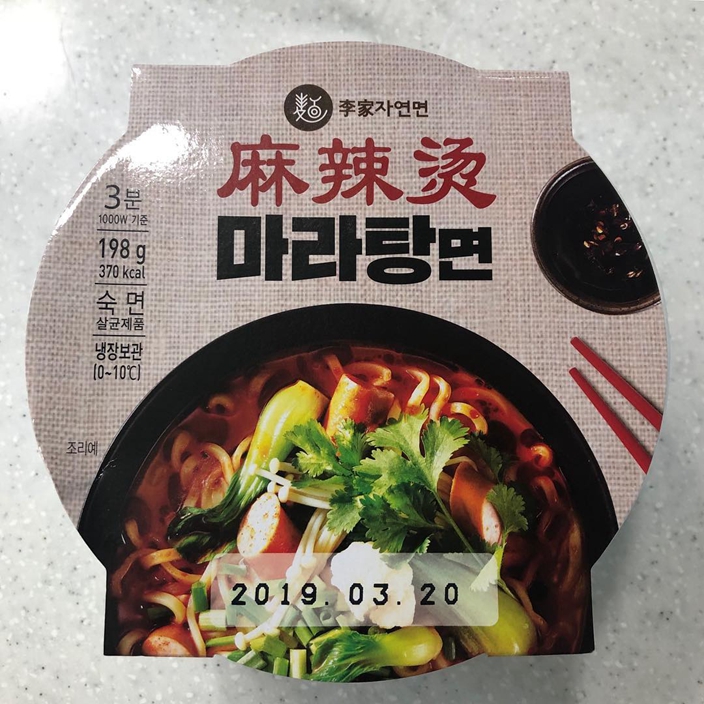 麵 李家자연면
麻辣烫
마라탕면
3분
1000W 기준
198 g
370 kcal
숙면
살균제품
냉장보관
(0~10℃)
조리예
2019.03.20